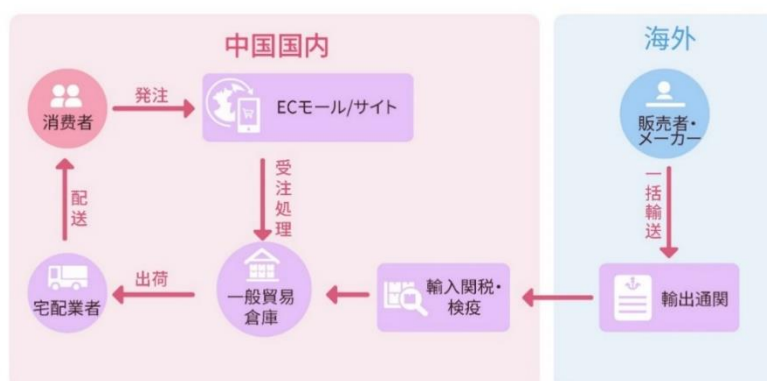 中国国内
海外
消费者
発注
ECモール/サイト
販売者・
メーカー
配送
受注処理
一括輸送
宅配業者
出荷
一般貿易
倉庫
輸入関税・
検疫
輸出通関